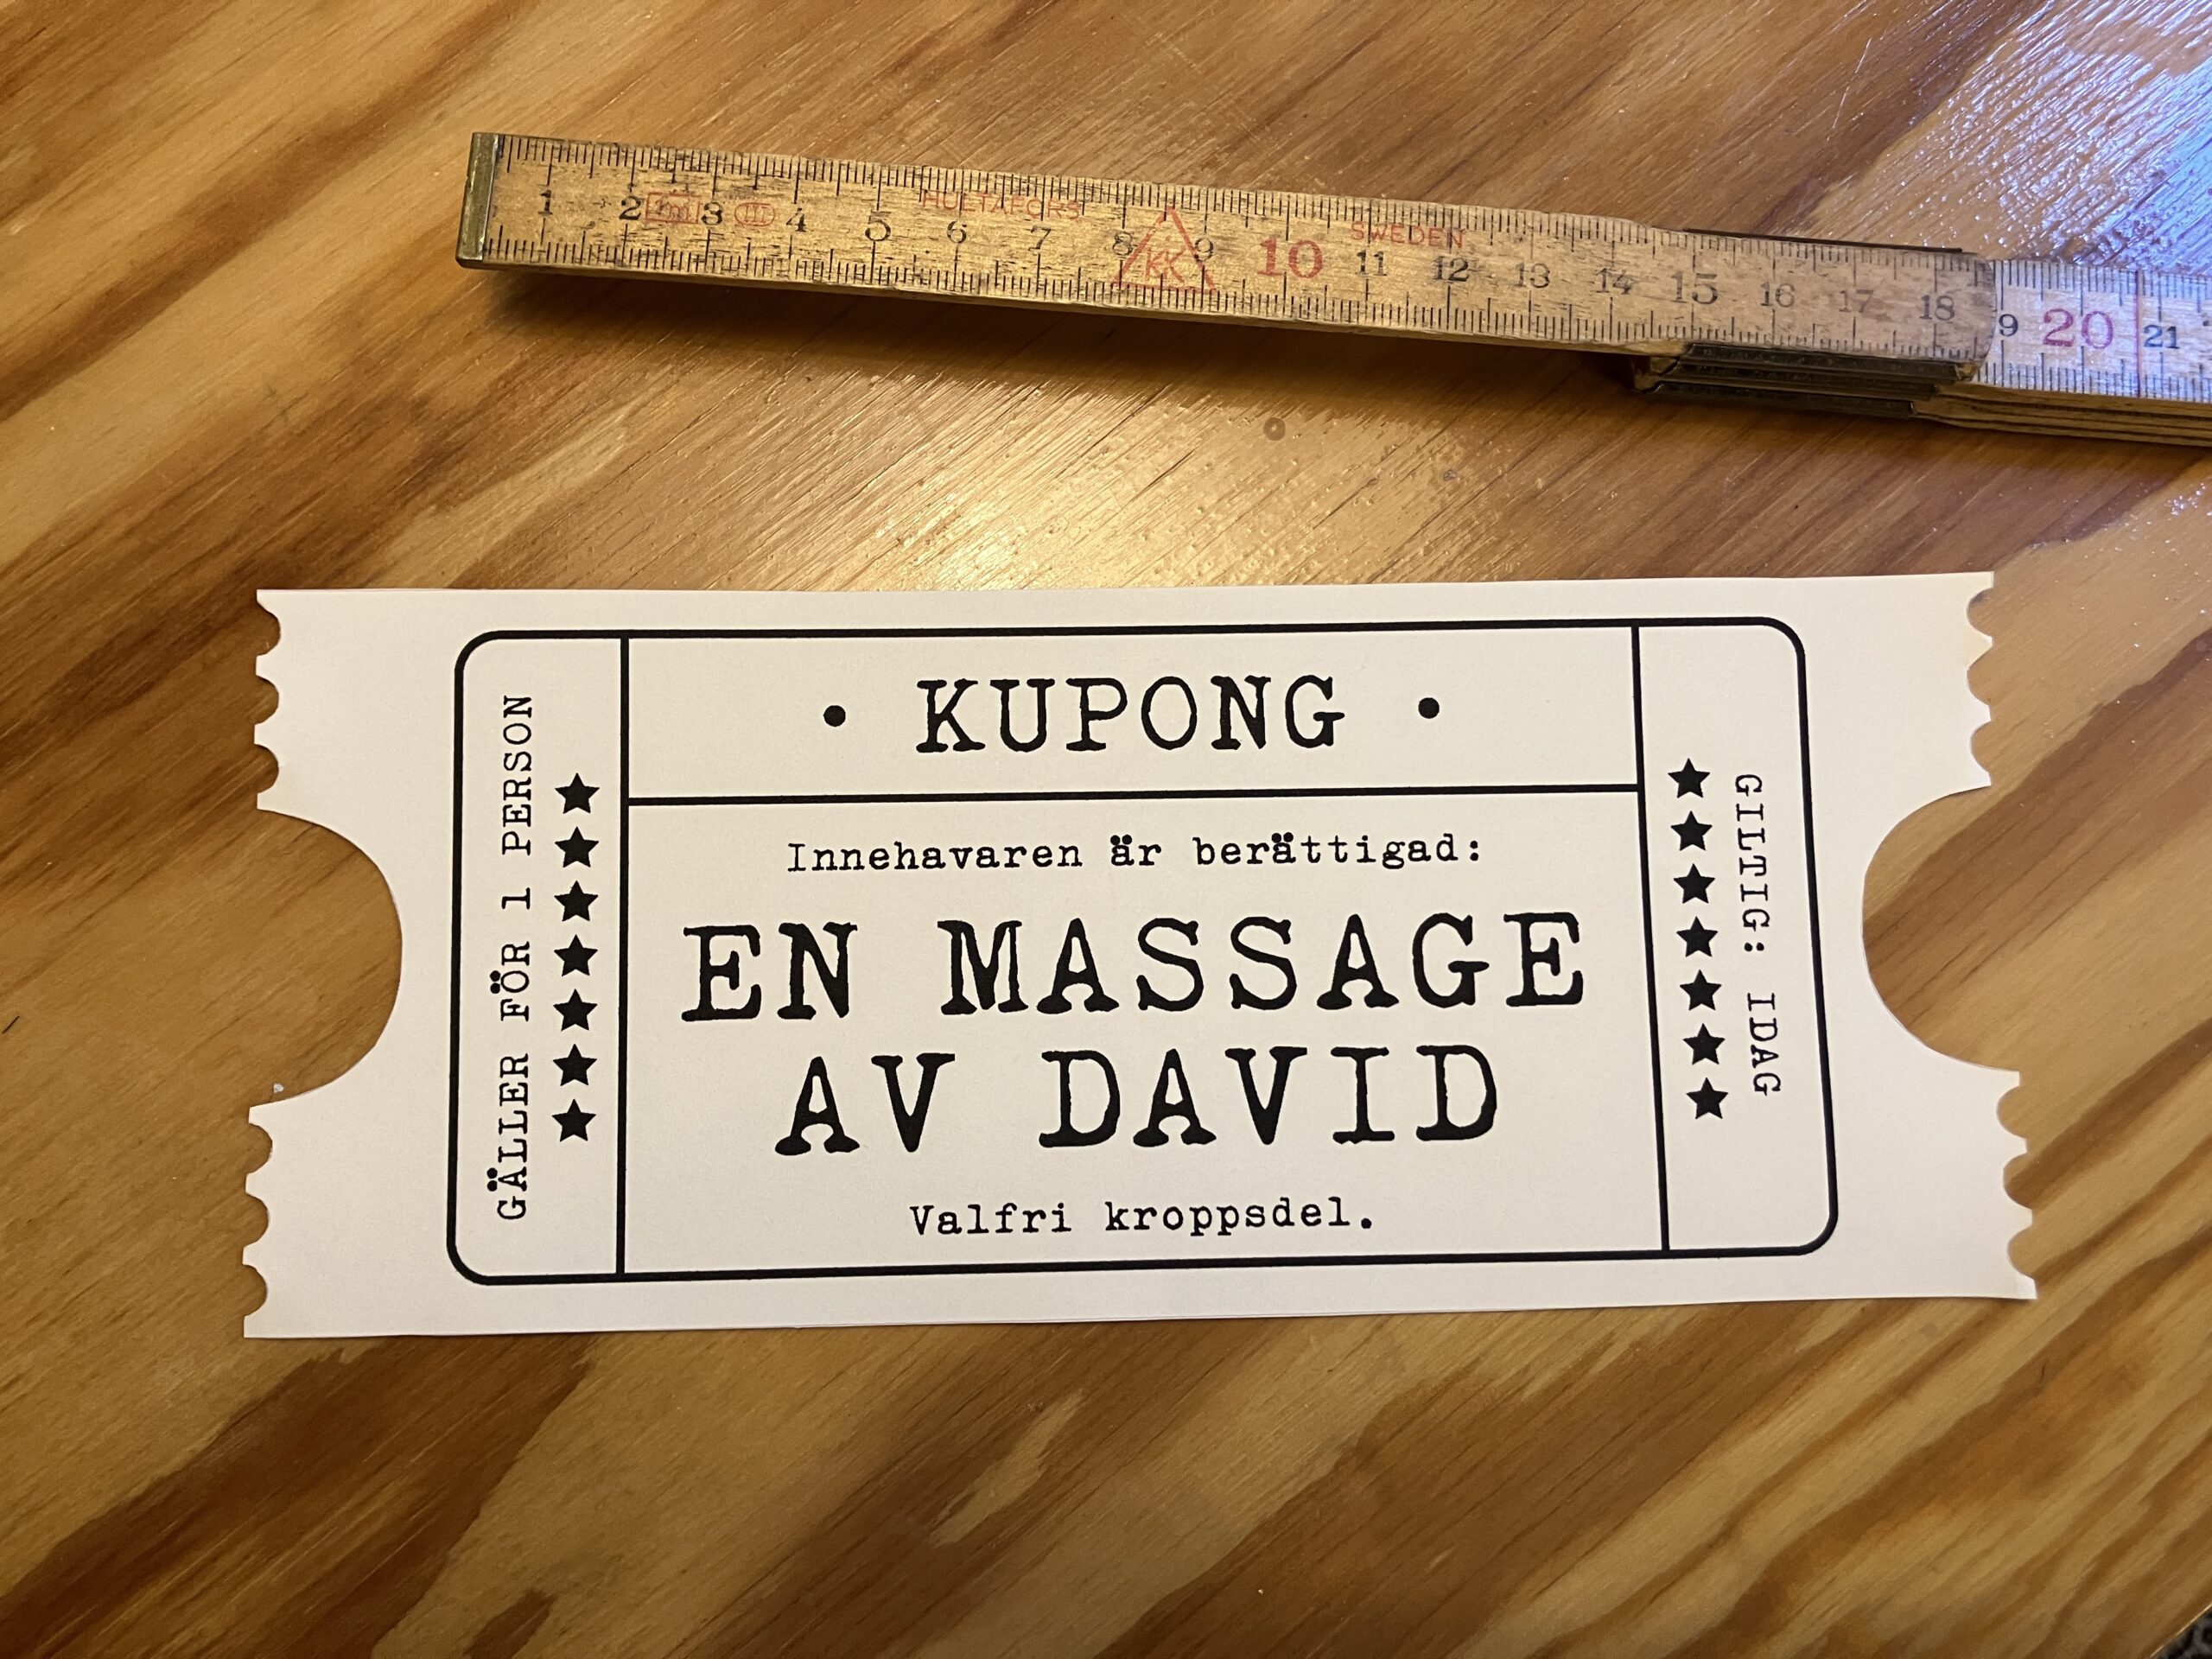 1 2 3 4 5 6 7 8 9 10 11 12 13 14 15 16 17 18 9 20 21
HULTAFORS SWEDEN
KK
• KUPONG •
GÄLLER FÖR 1 PERSON
★★★★★★★
Innehavaren är berättigad:
EN MASSAGE
AV DAVID
Valfri kroppsdel.
★★★★★★★
GILTIG: IDAG